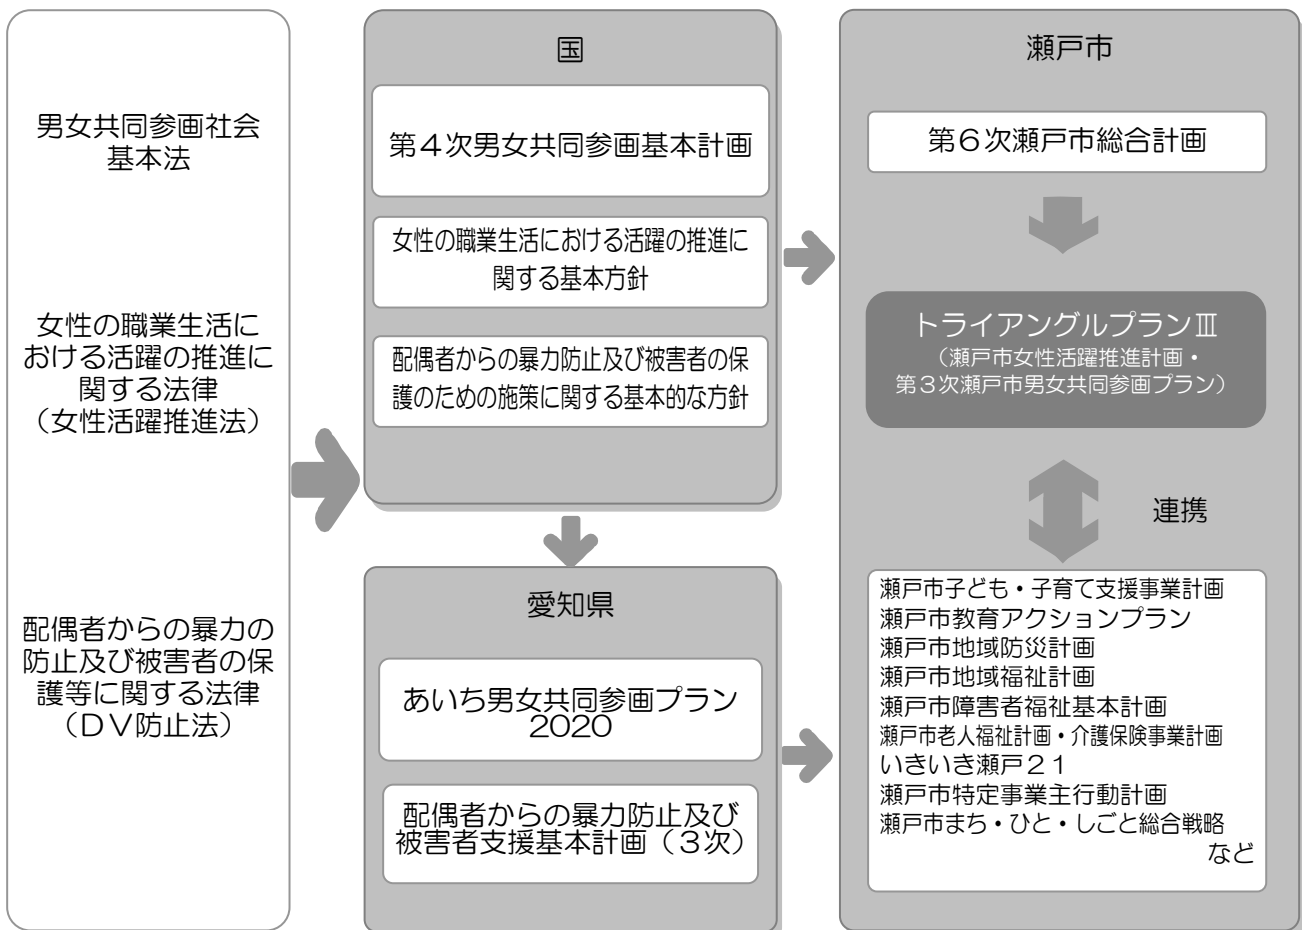 男女共同参画社会
基本法
女性の職業生活に
おける活躍の推進に
関する法律
（女性活躍推進法）
配偶者からの暴力の
防止及び被害者の保
護等に関する法律
（ＤＶ防止法）
国
第４次男女共同参画基本計画
女性の職業生活における活躍の推進に
関する基本方針
配偶者からの暴力防止及び被害者の保
護のための施策に関する基本的な方針
愛知県
あいち男女共同参画プラン
2020
配偶者からの暴力防止及び
被害者支援基本計画（３次）
瀬戸市
第６次瀬戸市総合計画
トライアングルプランⅢ
（瀬戸市女性活躍推進計画・
第３次瀬戸市男女共同参画プラン）
連携
瀬戸市子ども・子育て支援事業計画
瀬戸市教育アクションプラン
瀬戸市地域防災計画
瀬戸市地域福祉計画
瀬戸市障害者福祉基本計画
瀬戸市老人福祉計画・介護保険事業計画
いきいき瀬戸２１
瀬戸市特定事業主行動計画
瀬戸市まち・ひと・しごと総合戦略
など